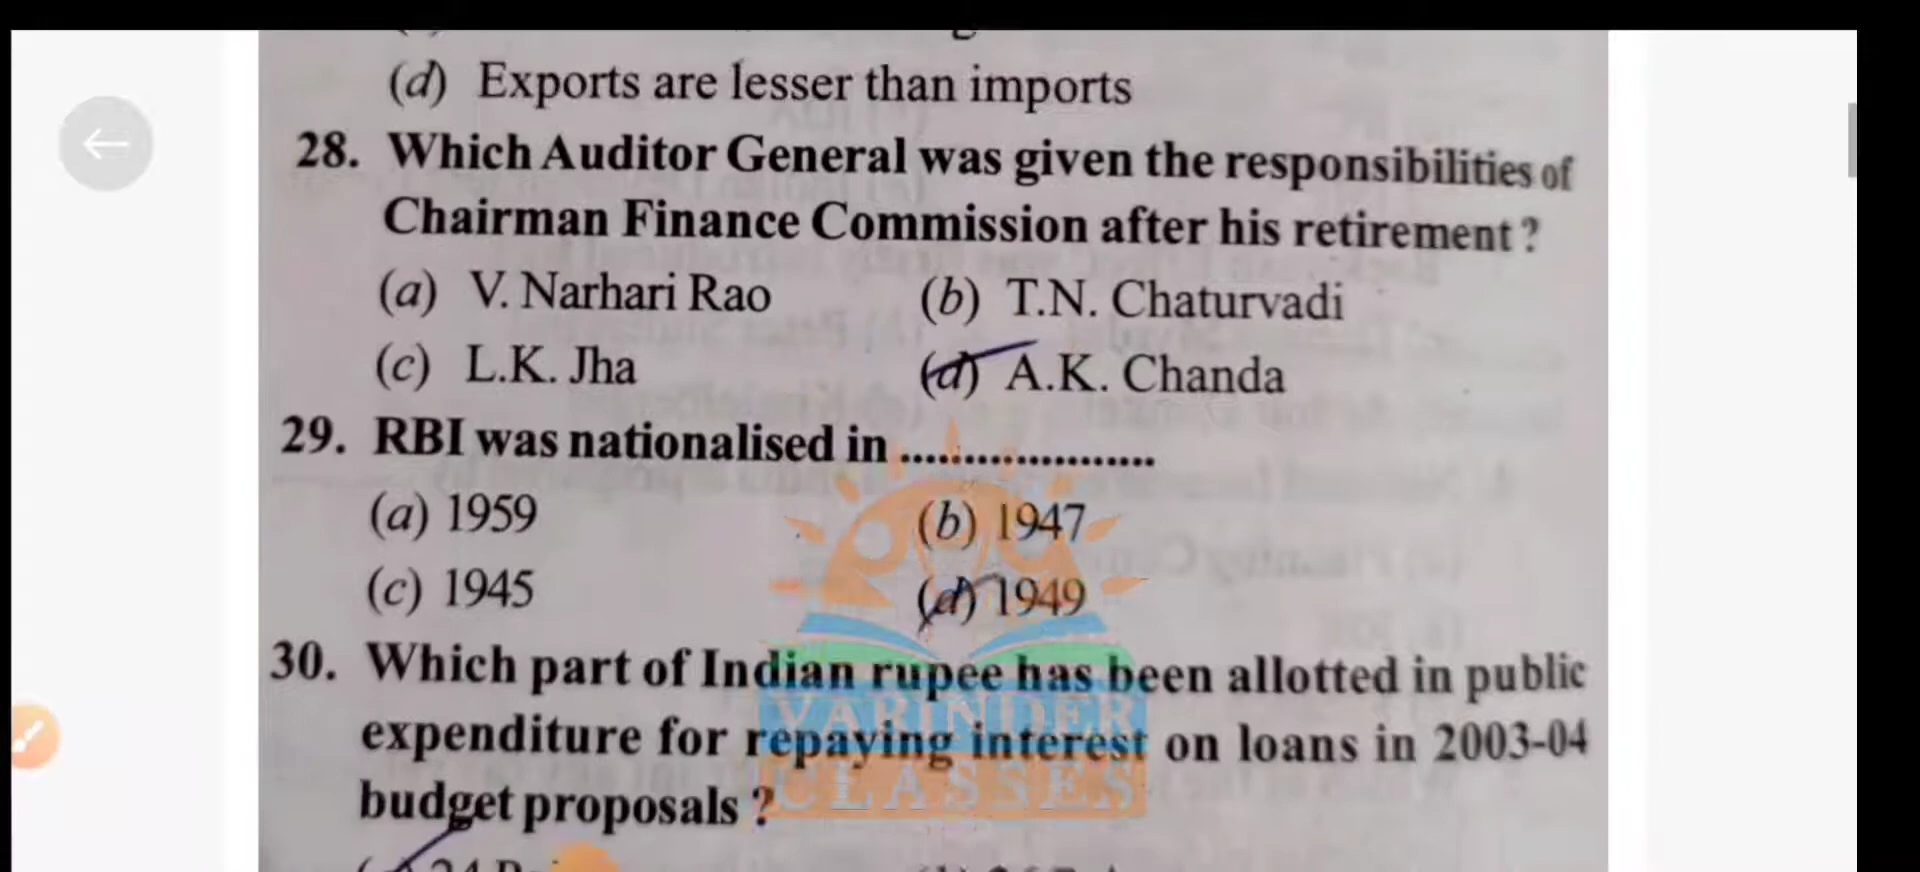 (d) Exports are lesser than imports
28. Which Auditor General was given the responsibilities of
Chairman Finance Commission after his retirement ?
(a) V. Narhari Rao (b) T.N. Chaturvadi
(c) L.K. Jha (d) A.K. Chanda
29. RBI was nationalised in ....................
(a) 1959 (b) 1947
(c) 1945 (d) 1949
30. Which part of Indian rupee has been allotted in public
expenditure for repaying interest on loans in 2003-04
budget proposals ?
VARINDER
CLASSES